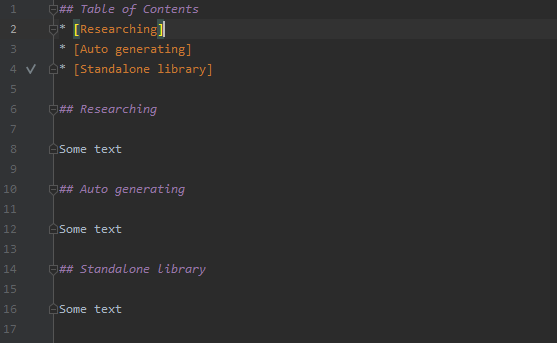 1 ## Table of Contents
2 * [Researching]
3 * [Auto generating]
4 * [Standalone library]
5
6 ## Researching
7
8 Some text
9
10 ## Auto generating
11
12 Some text
13
14 ## Standalone library
15
16 Some text
17